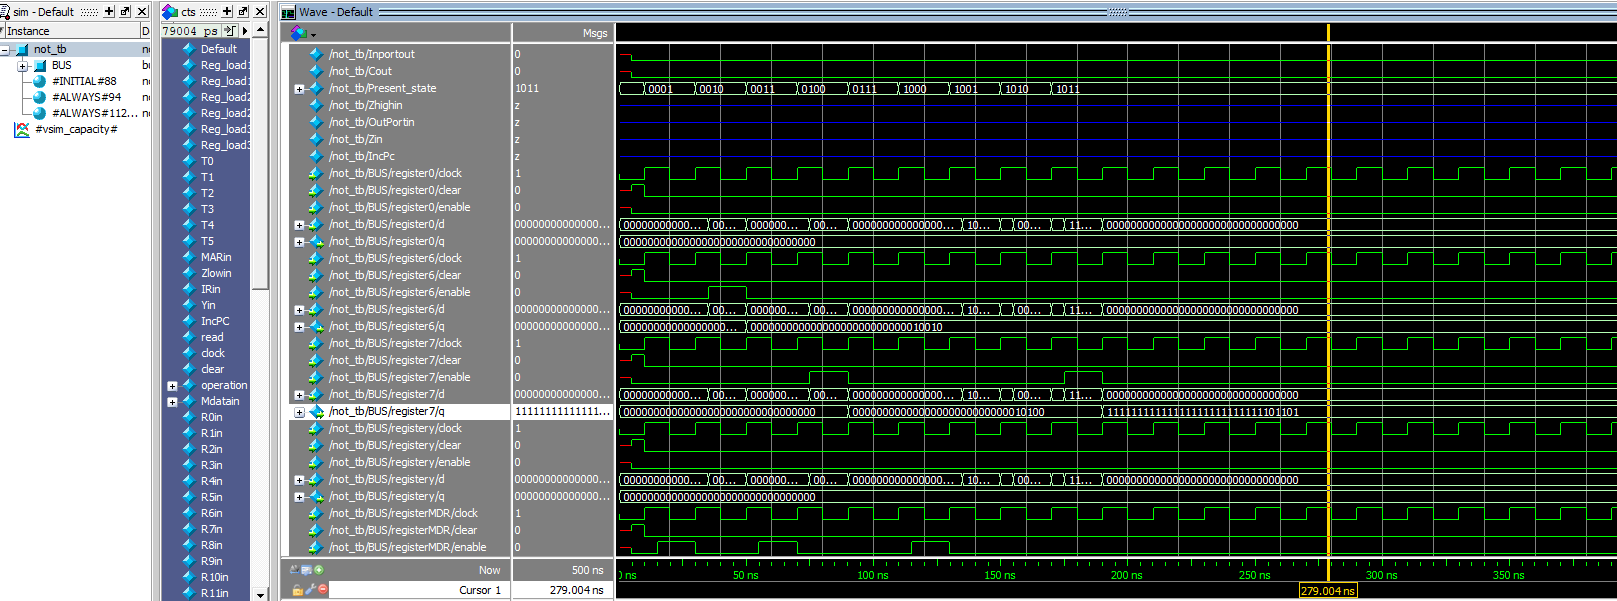 sim - Default
Instance
D
not_tb
BUS
#INITIAL#88
#ALWAYS#94
#ALWAYS#112...
#vsim_capacity#
cts
79004 ps
Default
Reg_load1
Reg_load1
Reg_load2
Reg_load2
Reg_load3
Reg_load3
T0
T1
T2
T3
T4
T5
MARin
Zlowin
IRin
Yin
IncPC
read
clock
clear
operation
Mdatain
R0in
R1in
R2in
R3in
R4in
R5in
R6in
R7in
R8in
R9in
R10in
R11in
Wave - Default
Msgs
/not_tb/Inportout 0
/not_tb/Cout 0
/not_tb/Present_state 1011 0001 0010 0011 0100 0111 1000 1001 1010 1011
/not_tb/Zhighin z
/not_tb/OutPortin z
/not_tb/Zin z
/not_tb/IncPc z
/not_tb/BUS/register0/clock 1
/not_tb/BUS/register0/clear 0
/not_tb/BUS/register0/enable 0
/not_tb/BUS/register0/d 00000000000000... 00000000000... 00... 000000... 00... 00000000000000... 10... 00... 11... 00000000000000000000000000000000
/not_tb/BUS/register0/q 00000000000000... 00000000000000000000000000000000
/not_tb/BUS/register6/clock 1
/not_tb/BUS/register6/clear 0
/not_tb/BUS/register6/enable 0
/not_tb/BUS/register6/d 00000000000000... 00000000000... 00... 000000... 00... 00000000000000... 10... 00... 11... 00000000000000000000000000000000
/not_tb/BUS/register6/q 00000000000000... 00000000000000000... 00000000000000000000000000010010
/not_tb/BUS/register7/clock 1
/not_tb/BUS/register7/clear 0
/not_tb/BUS/register7/enable 0
/not_tb/BUS/register7/d 00000000000000... 00000000000... 00... 000000... 00... 00000000000000... 10... 00... 11... 00000000000000000000000000000000
/not_tb/BUS/register7/q 11111111111111... 00000000000000000000000000000000 00000000000000000000000000010100 11111111111111111111111111101101
/not_tb/BUS/registery/clock 1
/not_tb/BUS/registery/clear 0
/not_tb/BUS/registery/enable 0
/not_tb/BUS/registery/d 00000000000000... 00000000000... 00... 000000... 00... 00000000000000... 10... 00... 11... 00000000000000000000000000000000
/not_tb/BUS/registery/q 00000000000000... 00000000000000000000000000000000
/not_tb/BUS/registerMDR/clock 1
/not_tb/BUS/registerMDR/clear 0
/not_tb/BUS/registerMDR/enable 0
Now 500 ns
Cursor 1 279.004 ns
ns 50 ns 100 ns 150 ns 200 ns 250 ns 300 ns 350 ns
279.004 ns